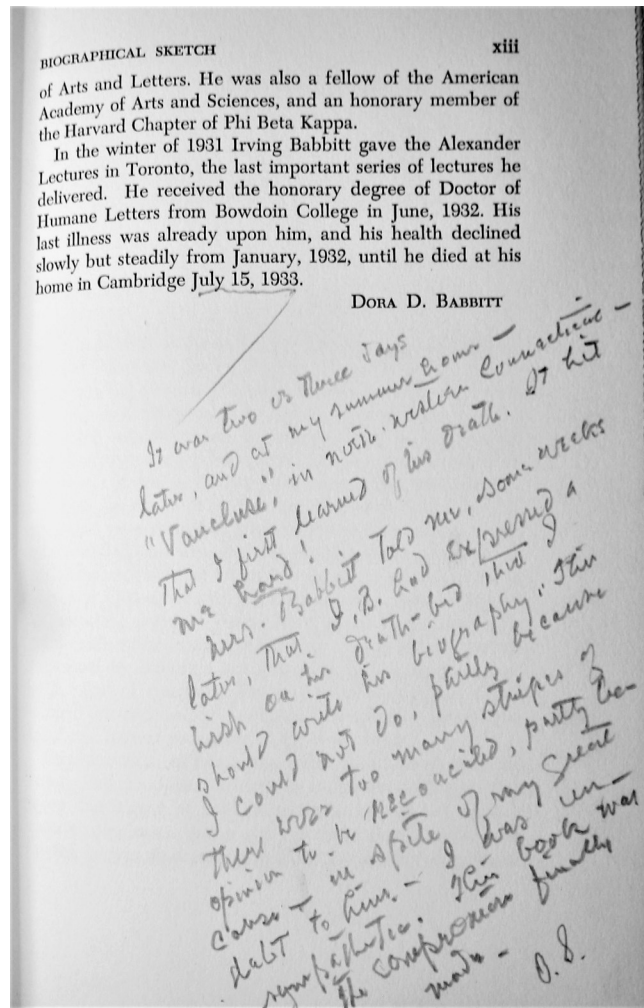 BIOGRAPHICAL SKETCH xiii
of Arts and Letters. He was also a fellow of the American
Academy of Arts and Sciences, and an honorary member of
the Harvard Chapter of Phi Beta Kappa.
In the winter of 1931 Irving Babbitt gave the Alexander
Lectures in Toronto, the last important series of lectures he
delivered. He received the honorary degree of Doctor of
Humane Letters from Bowdoin College in June, 1932. His
last illness was already upon him, and his health declined
slowly but steadily from January, 1932, until he died at his
home in Cambridge July 15, 1933.
DORA D. BABBITT
It was two or three days
later, and at my summer home —
"Vaucluse," in north-western Connecticut —
that I first learned of his death. It hit
me hard!
Mrs. Babbitt told me, some weeks
later, that I.B. had expressed a
wish on his death-bed that I
should write his biography. This
I could not do, partly because
there were too many stripes of
opinion to be reconciled, partly be-
cause — in spite of my great
debt to him. — I was un-
sympathetic. This book was
the compromise finally
made —
O.S.